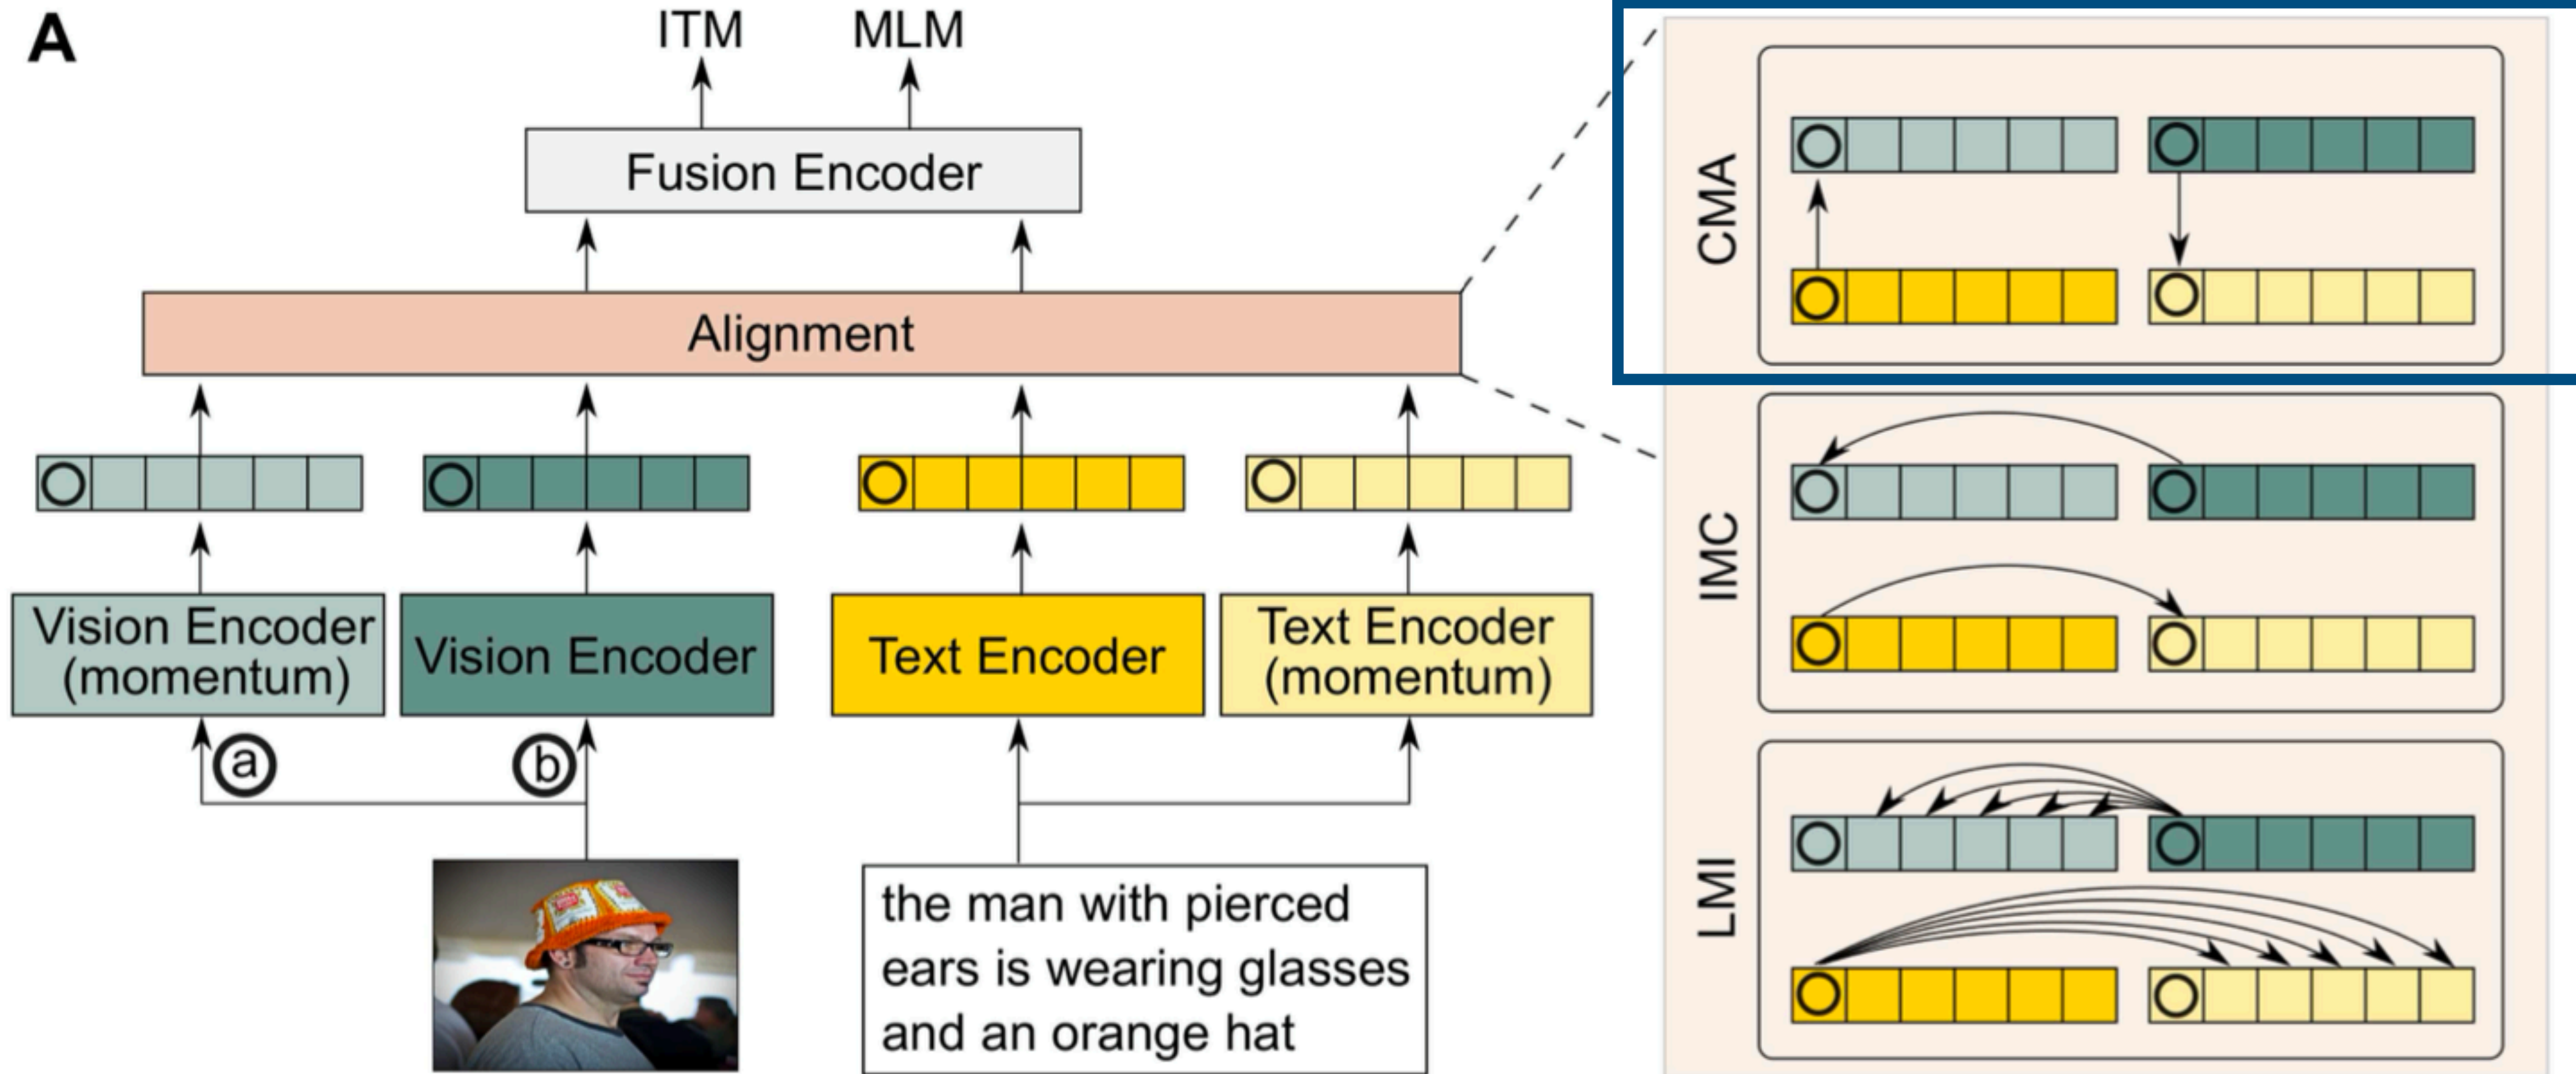 A
ITM
MLM
Fusion Encoder
Alignment
Vision Encoder
(momentum)
Vision Encoder
Text Encoder
Text Encoder
(momentum)
a
b
the man with pierced
ears is wearing glasses
and an orange hat
CMA
IMC
LMI